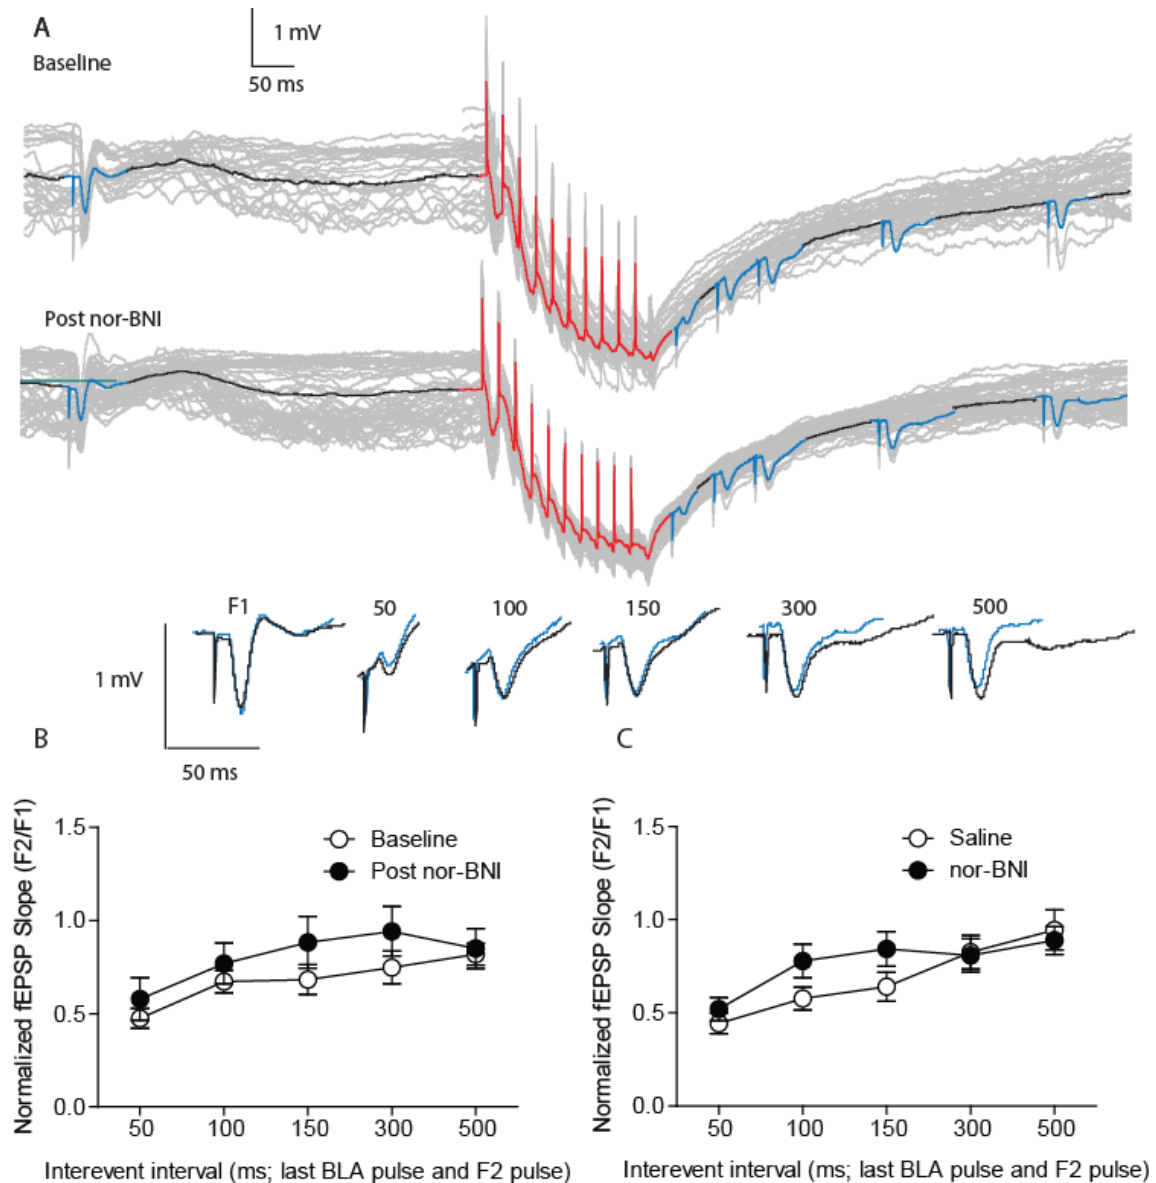 A
1 mV
Baseline
50 ms
Post nor-BNI
F1
50
100
150
300
500
1 mV
50 ms
B
C
Normalized fEPSP Slope (F2/F1)
1.5
1.0
0.5
0.0
Baseline
Post nor-BNI
50
100
150
300
500
Interevent interval (ms; last BLA pulse and F2 pulse)
Normalized fEPSP Slope (F2/F1)
1.5
1.0
0.5
0.0
Saline
nor-BNI
50
100
150
300
500
Interevent interval (ms; last BLA pulse and F2 pulse)